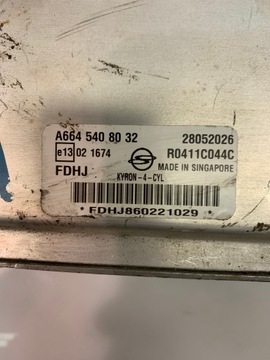 A664 540 80 32 28052026
e13 02 1674 R0411C044C
FDHJ MADE IN SINGAPORE
KYRON-4-CYL
* FDHJ860221029 *